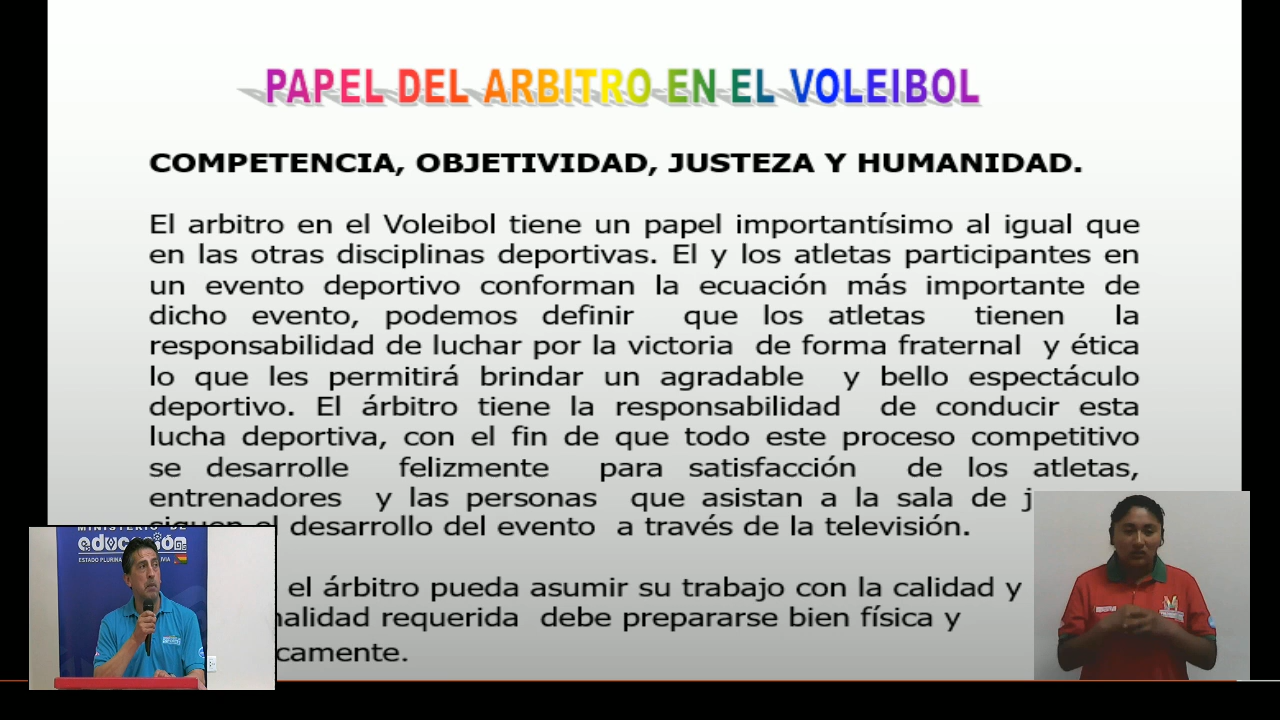 PAPEL DEL ARBITRO EN EL VOLEIBOL
COMPETENCIA, OBJETIVIDAD, JUSTEZA Y HUMANIDAD.
El arbitro en el Voleibol tiene un papel importantísimo al igual que
en las otras disciplinas deportivas. El y los atletas participantes en
un evento deportivo conforman la ecuación más importante de
dicho evento, podemos definir que los atletas tienen la
responsabilidad de luchar por la victoria de forma fraternal y ética
lo que les permitirá brindar un agradable y bello espectáculo
deportivo. El árbitro tiene la responsabilidad de conducir esta
lucha deportiva, con el fin de que todo este proceso competitivo
se desarrolle felizmente para satisfacción de los atletas,
entrenadores y las personas que asistan a la sala de
desarrollo del evento a través de la televisión.
el árbitro pueda asumir su trabajo con la calidad y
requerida debe prepararse bien física y
MINISTERIO DE
educación
ESTADO PLURINA